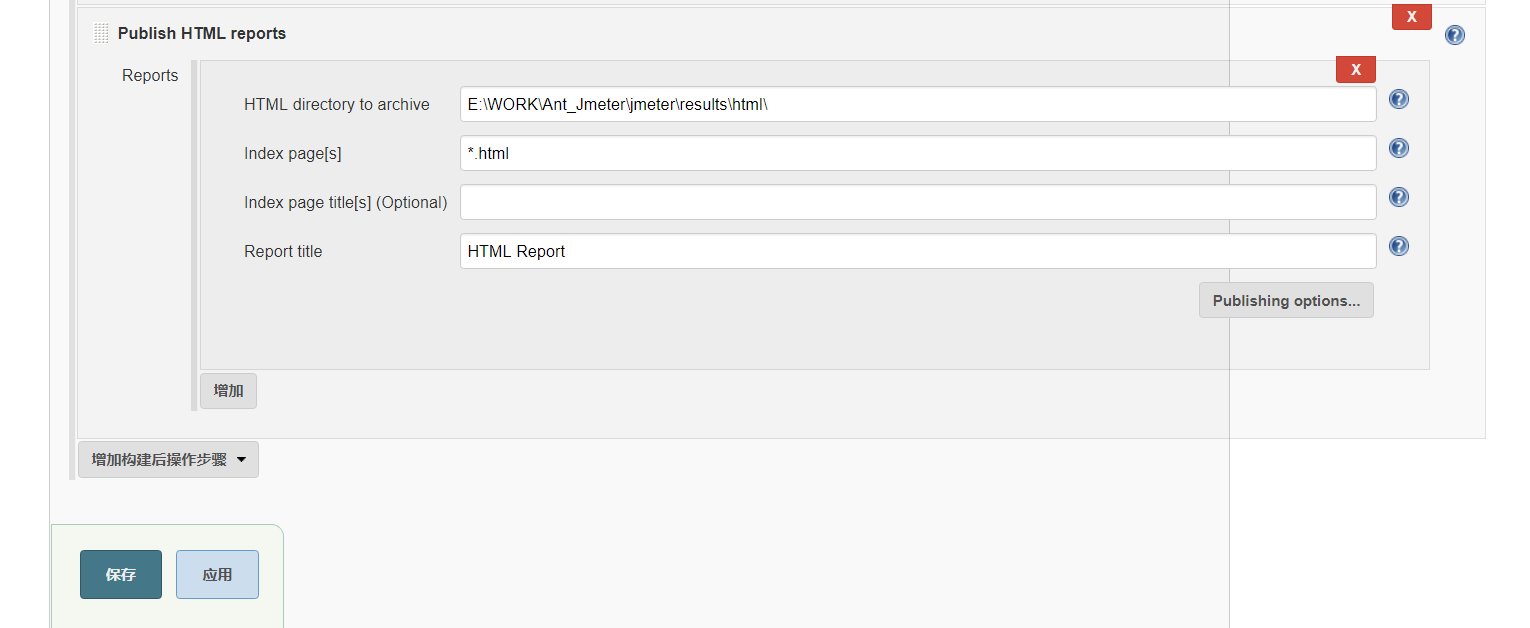 X
Publish HTML reports
Reports
X
HTML directory to archive
E:\WORK\Ant_Jmeter\jmeter\results\html\
Index page[s]
*.html
Index page title[s] (Optional)
Report title
HTML Report
Publishing options...
增加
增加构建后操作步骤
保存
应用